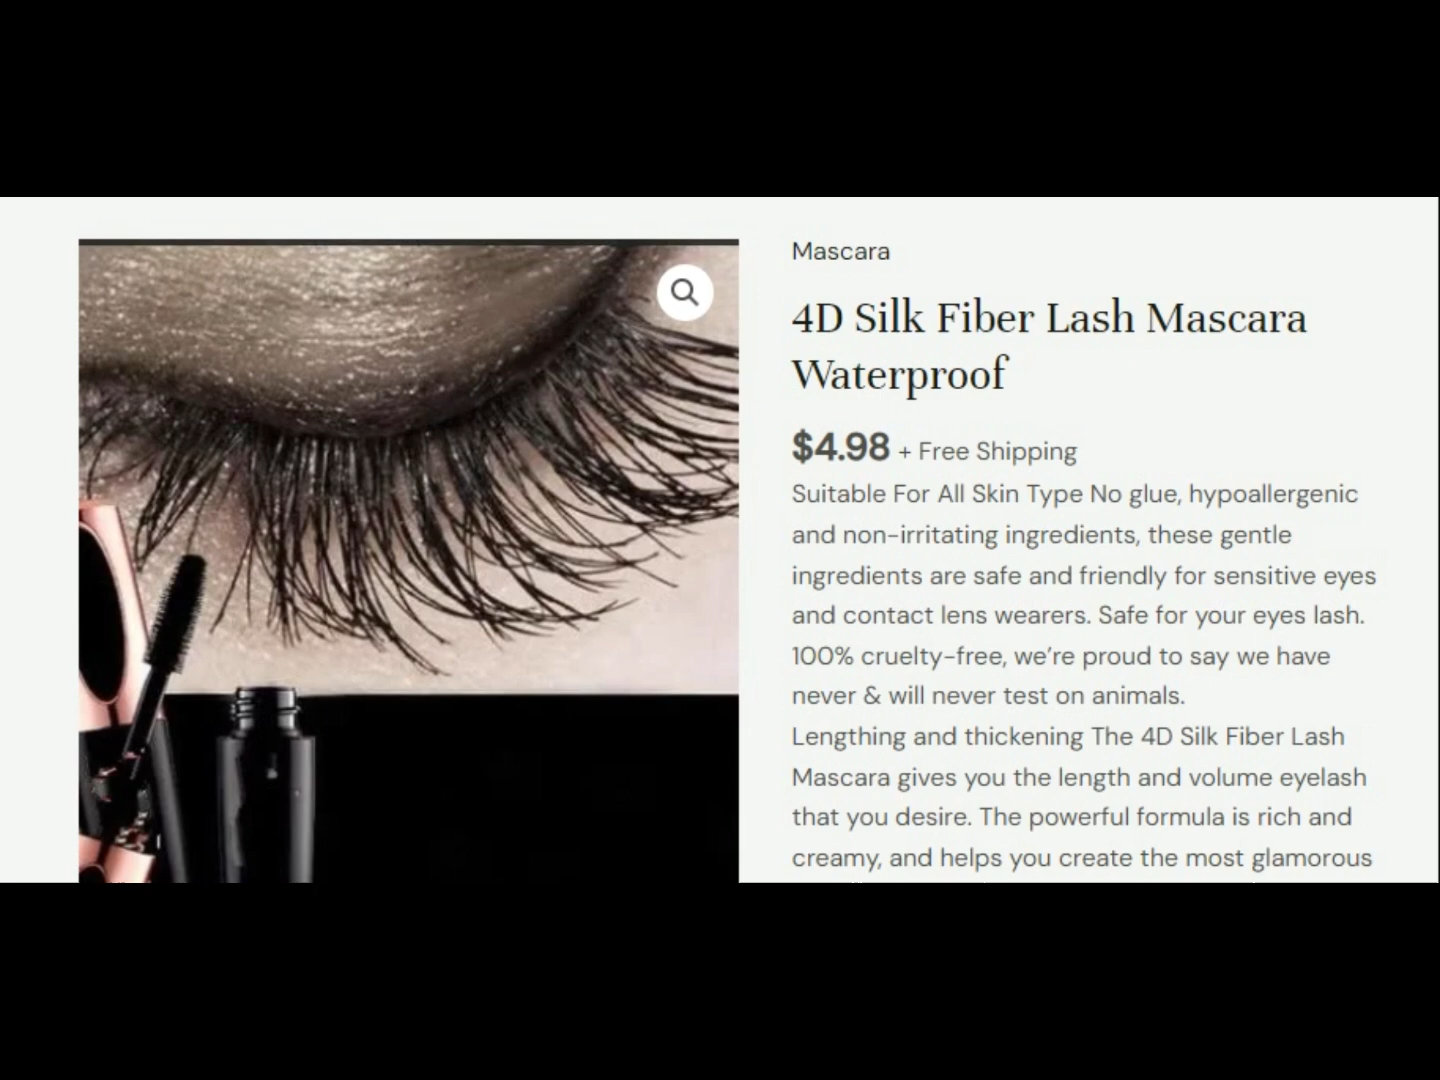 Mascara
4D Silk Fiber Lash Mascara
Waterproof
$4.98 + Free Shipping
Suitable For All Skin Type No glue, hypoallergenic
and non-irritating ingredients, these gentle
ingredients are safe and friendly for sensitive eyes
and contact lens wearers. Safe for your eyes lash.
100% cruelty-free, we’re proud to say we have
never & will never test on animals.
Lengthing and thickening The 4D Silk Fiber Lash
Mascara gives you the length and volume eyelash
that you desire. The powerful formula is rich and
creamy, and helps you create the most glamorous